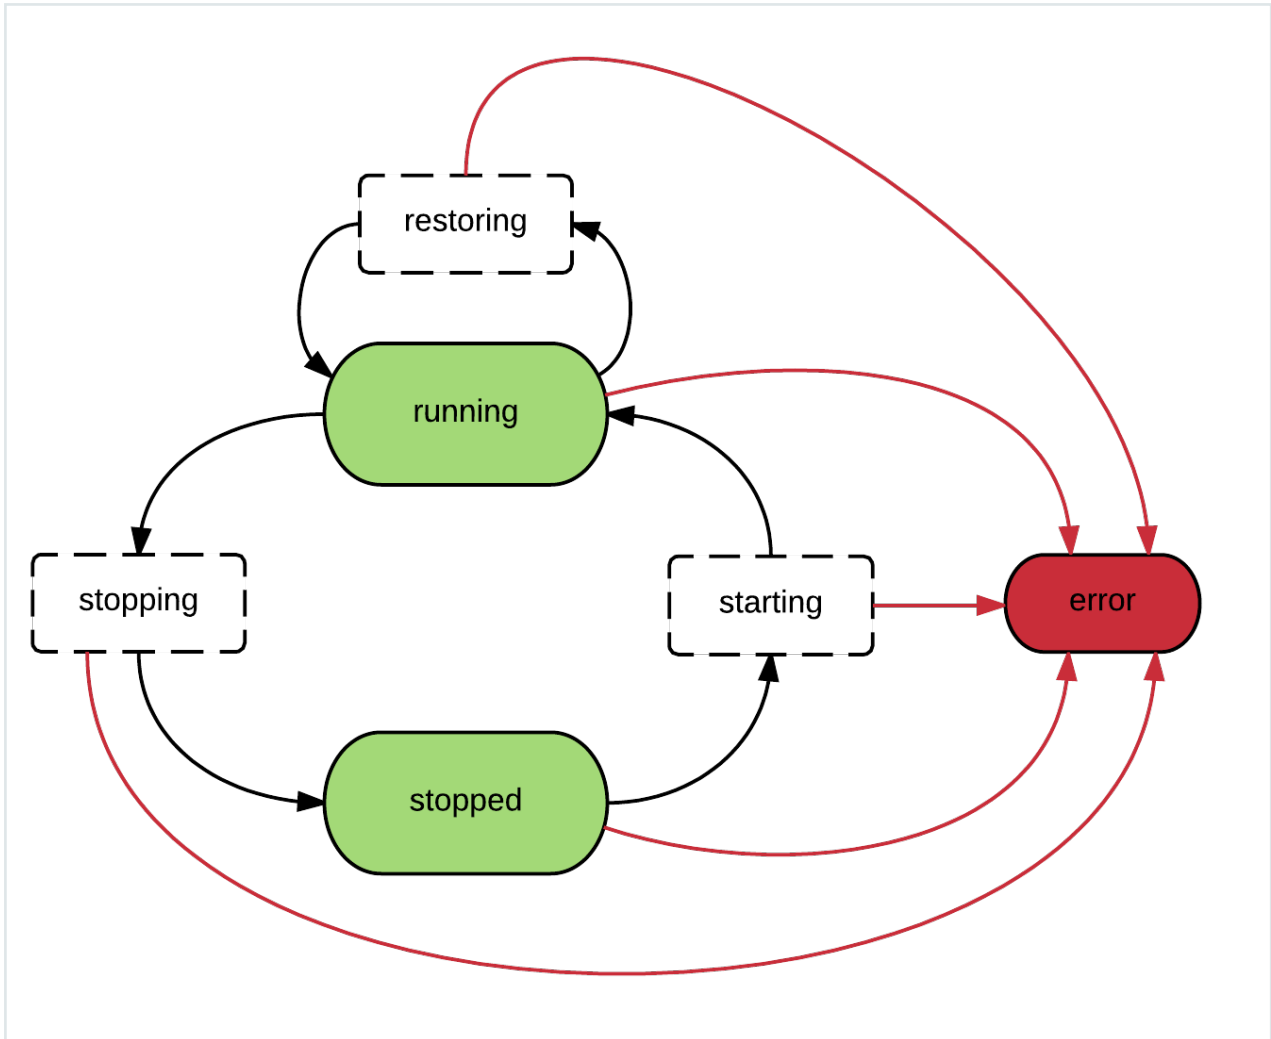 restoring
running
stopping
starting
error
stopped